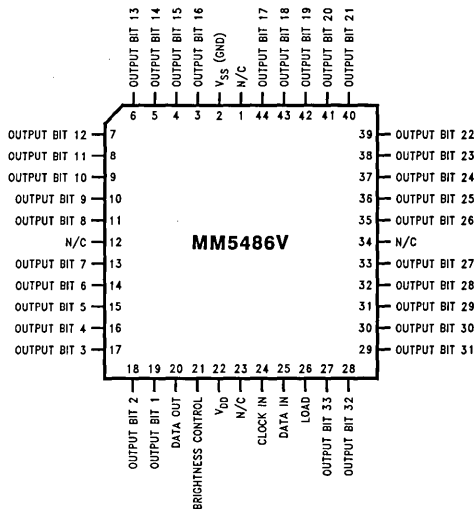 OUTPUT BIT 13
OUTPUT BIT 14
OUTPUT BIT 15
OUTPUT BIT 16
VSS (GND)
N/C
OUTPUT BIT 17
OUTPUT BIT 18
OUTPUT BIT 19
OUTPUT BIT 20
OUTPUT BIT 21
6 5 4 3 2 1 44 43 42 41 40
OUTPUT BIT 12 7
OUTPUT BIT 11 8
OUTPUT BIT 10 9
OUTPUT BIT 9 10
OUTPUT BIT 8 11
N/C 12
OUTPUT BIT 7 13
OUTPUT BIT 6 14
OUTPUT BIT 5 15
OUTPUT BIT 4 16
OUTPUT BIT 3 17
MM5486V
39 OUTPUT BIT 22
38 OUTPUT BIT 23
37 OUTPUT BIT 24
36 OUTPUT BIT 25
35 OUTPUT BIT 26
34 N/C
33 OUTPUT BIT 27
32 OUTPUT BIT 28
31 OUTPUT BIT 29
30 OUTPUT BIT 30
29 OUTPUT BIT 31
18 19 20 21 22 23 24 25 26 27 28
OUTPUT BIT 2
OUTPUT BIT 1
DATA OUT
BRIGHTNESS CONTROL
VDD
N/C
CLOCK IN
DATA IN
LOAD
OUTPUT BIT 33
OUTPUT BIT 32